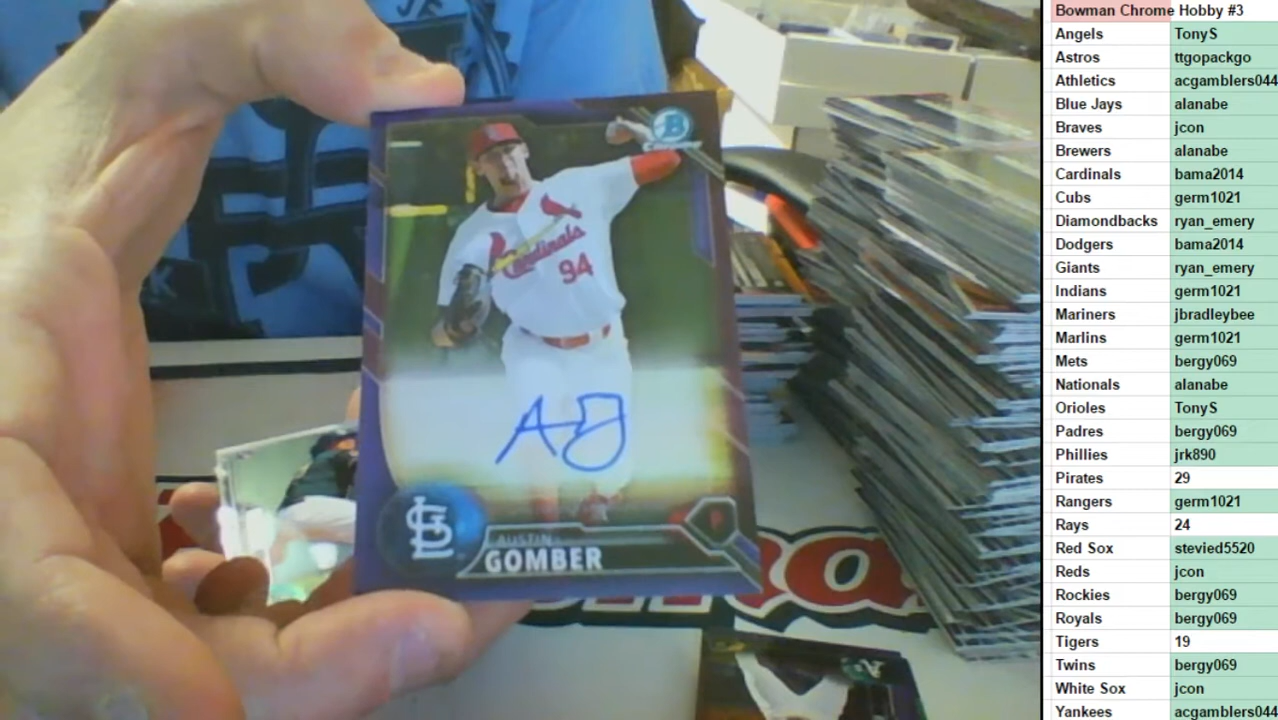 Cardinals
94
B
AJ
STL
AUSTIN
GOMBER
P
Bowman Chrome Hobby #3
Angels TonyS
Astros ttgopackgo
Athletics acgamblers044
Blue Jays alanabe
Braves jcon
Brewers alanabe
Cardinals bama2014
Cubs germ1021
Diamondbacks ryan_emery
Dodgers bama2014
Giants ryan_emery
Indians germ1021
Mariners jbradleybee
Marlins germ1021
Mets bergy069
Nationals alanabe
Orioles TonyS
Padres bergy069
Phillies jrk890
Pirates 29
Rangers germ1021
Rays 24
Red Sox stevied5520
Reds jcon
Rockies bergy069
Royals bergy069
Tigers 19
Twins bergy069
White Sox jcon
Yankees acgamblers044